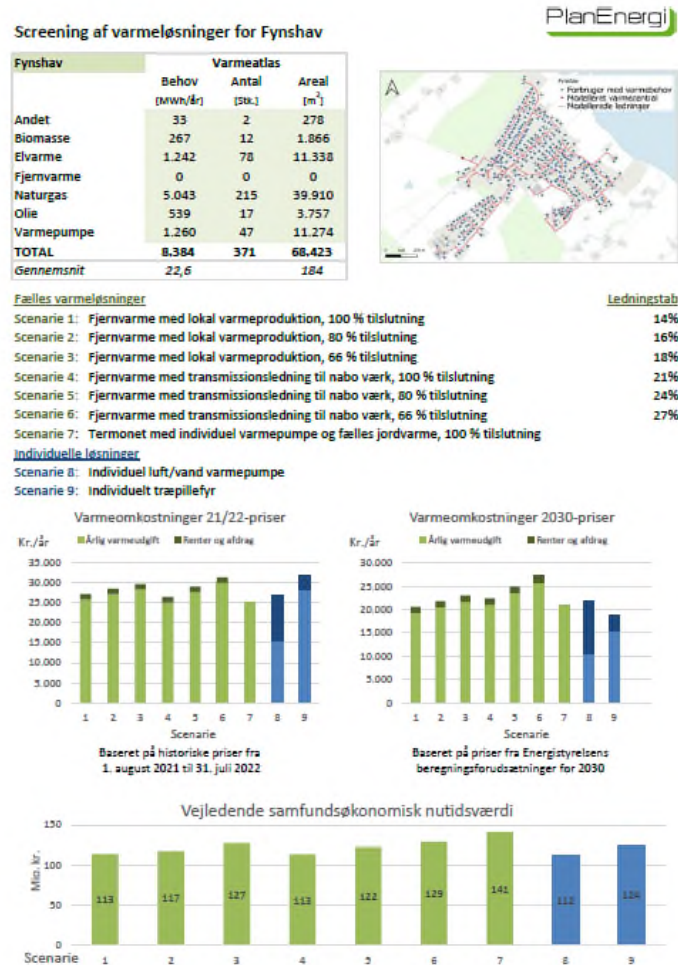 PlanEnergi
Screening af varmeløsninger for Fynshav
Fynshav Varmeatlas
Behov Antal Areal
[MWh/år] [Stk.] [m²]
Andet 33 2 278
Biomasse 267 12 1.866
Elvarme 1.242 78 11.338
Fjernvarme 0 0 0
Naturgas 5.043 215 39.910
Olie 539 17 3.757
Varmepumpe 1.260 47 11.274
TOTAL 8.384 371 68.423
Gennemsnit 22,6 184
Forbruger med varmebehov
Modelleret varmecentral
Modellerede ledninger
Fælles varmeløsninger Ledningstab
Scenarie 1: Fjernvarme med lokal varmeproduktion, 100 % tilslutning 14%
Scenarie 2: Fjernvarme med lokal varmeproduktion, 80 % tilslutning 16%
Scenarie 3: Fjernvarme med lokal varmeproduktion, 66 % tilslutning 18%
Scenarie 4: Fjernvarme med transmissionsledning til nabo værk, 100 % tilslutning 21%
Scenarie 5: Fjernvarme med transmissionsledning til nabo værk, 80 % tilslutning 24%
Scenarie 6: Fjernvarme med transmissionsledning til nabo værk, 66 % tilslutning 27%
Scenarie 7: Termonet med individuel varmepumpe og fælles jordvarme, 100 % tilslutning
Individuelle løsninger
Scenarie 8: Individuel luft/vand varmepumpe
Scenarie 9: Individuelt træpillefyr
Varmeomkostninger 21/22-priser
Kr./år Årlig varmeudgift Renter og afdrag
35.000
30.000
25.000
20.000
15.000
10.000
5.000
0
1 2 3 4 5 6 7 8 9
Scenarie
Baseret på historiske priser fra
1. august 2021 til 31. juli 2022
Varmeomkostninger 2030-priser
Kr./år Årlig varmeudgift Renter og afdrag
30.000
25.000
20.000
15.000
10.000
5.000
0
1 2 3 4 5 6 7 8 9
Scenarie
Baseret på priser fra Energistyrelsens
beregningsforudsætninger for 2030
Vejledende samfundsøkonomisk nutidsværdi
Mio. kr.
150
100
50
0
113 117 127 113 122 129 141 112 124
Scenarie 1 2 3 4 5 6 7 8 9